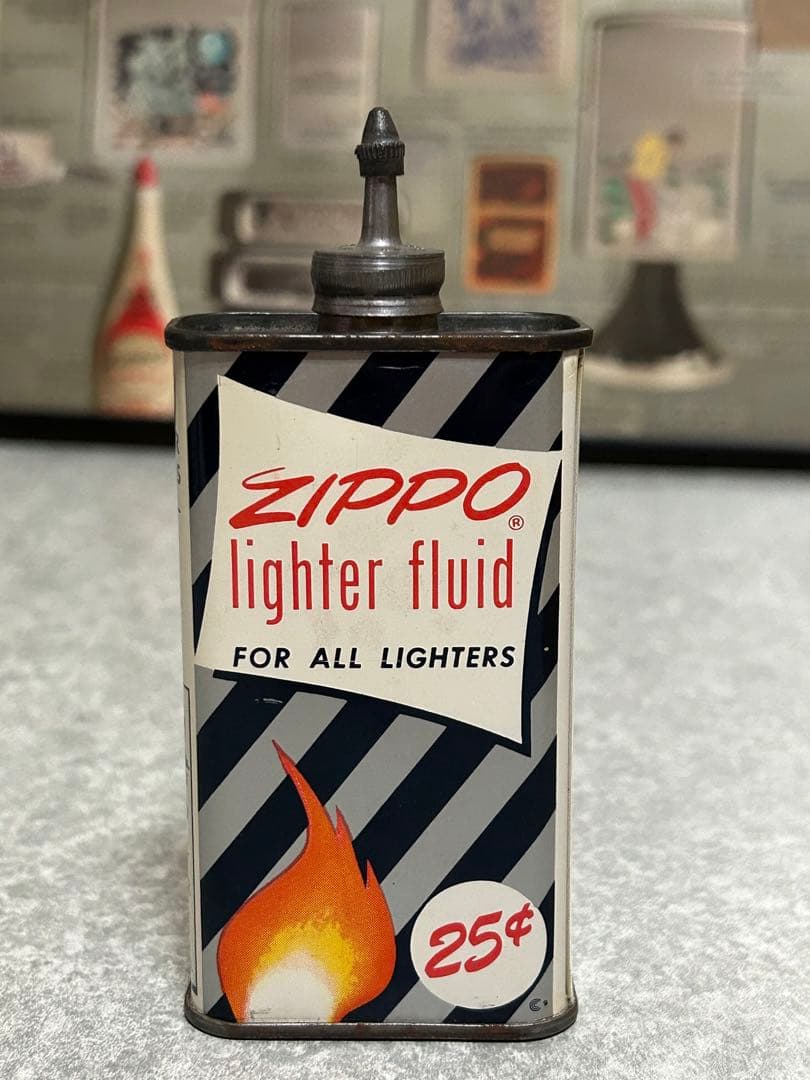 ZIPPO®
lighter fluid
FOR ALL LIGHTERS
25¢